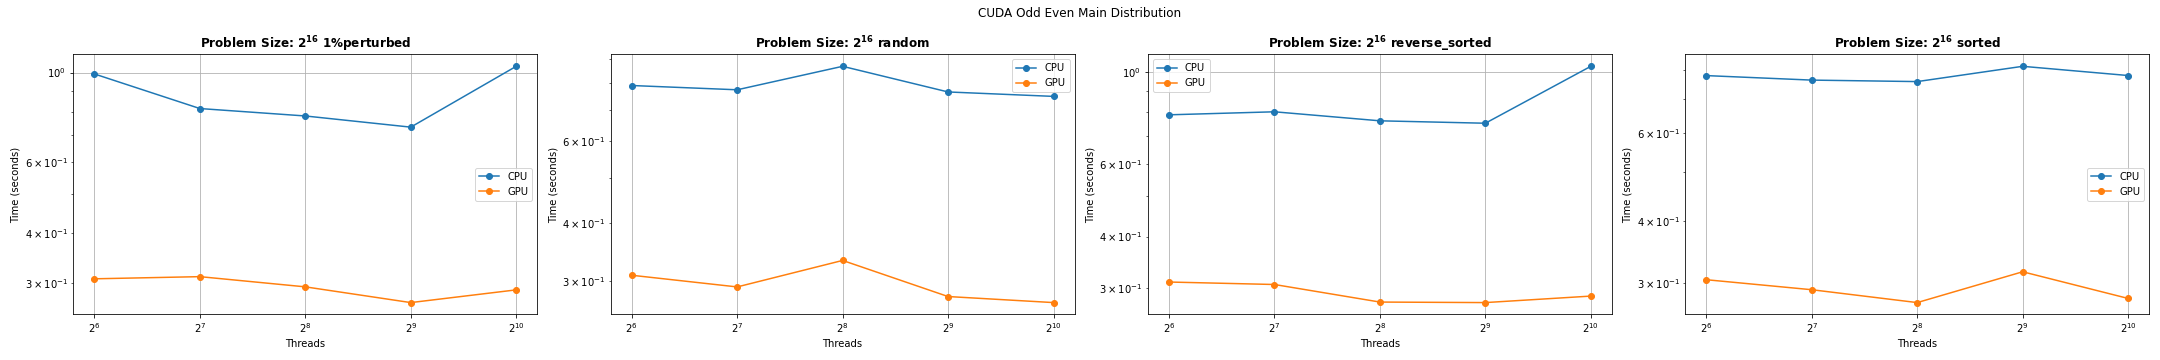 CUDA Odd Even Main Distribution
Problem Size: 2^16 1%perturbed
10^0
6 × 10^-1
4 × 10^-1
3 × 10^-1
Time (seconds)
CPU
GPU
2^6 2^7 2^8 2^9 2^10
Threads
Problem Size: 2^16 random
6 × 10^-1
4 × 10^-1
3 × 10^-1
Time (seconds)
CPU
GPU
2^6 2^7 2^8 2^9 2^10
Threads
Problem Size: 2^16 reverse_sorted
10^0
6 × 10^-1
4 × 10^-1
3 × 10^-1
Time (seconds)
CPU
GPU
2^6 2^7 2^8 2^9 2^10
Threads
Problem Size: 2^16 sorted
6 × 10^-1
4 × 10^-1
3 × 10^-1
Time (seconds)
CPU
GPU
2^6 2^7 2^8 2^9 2^10
Threads